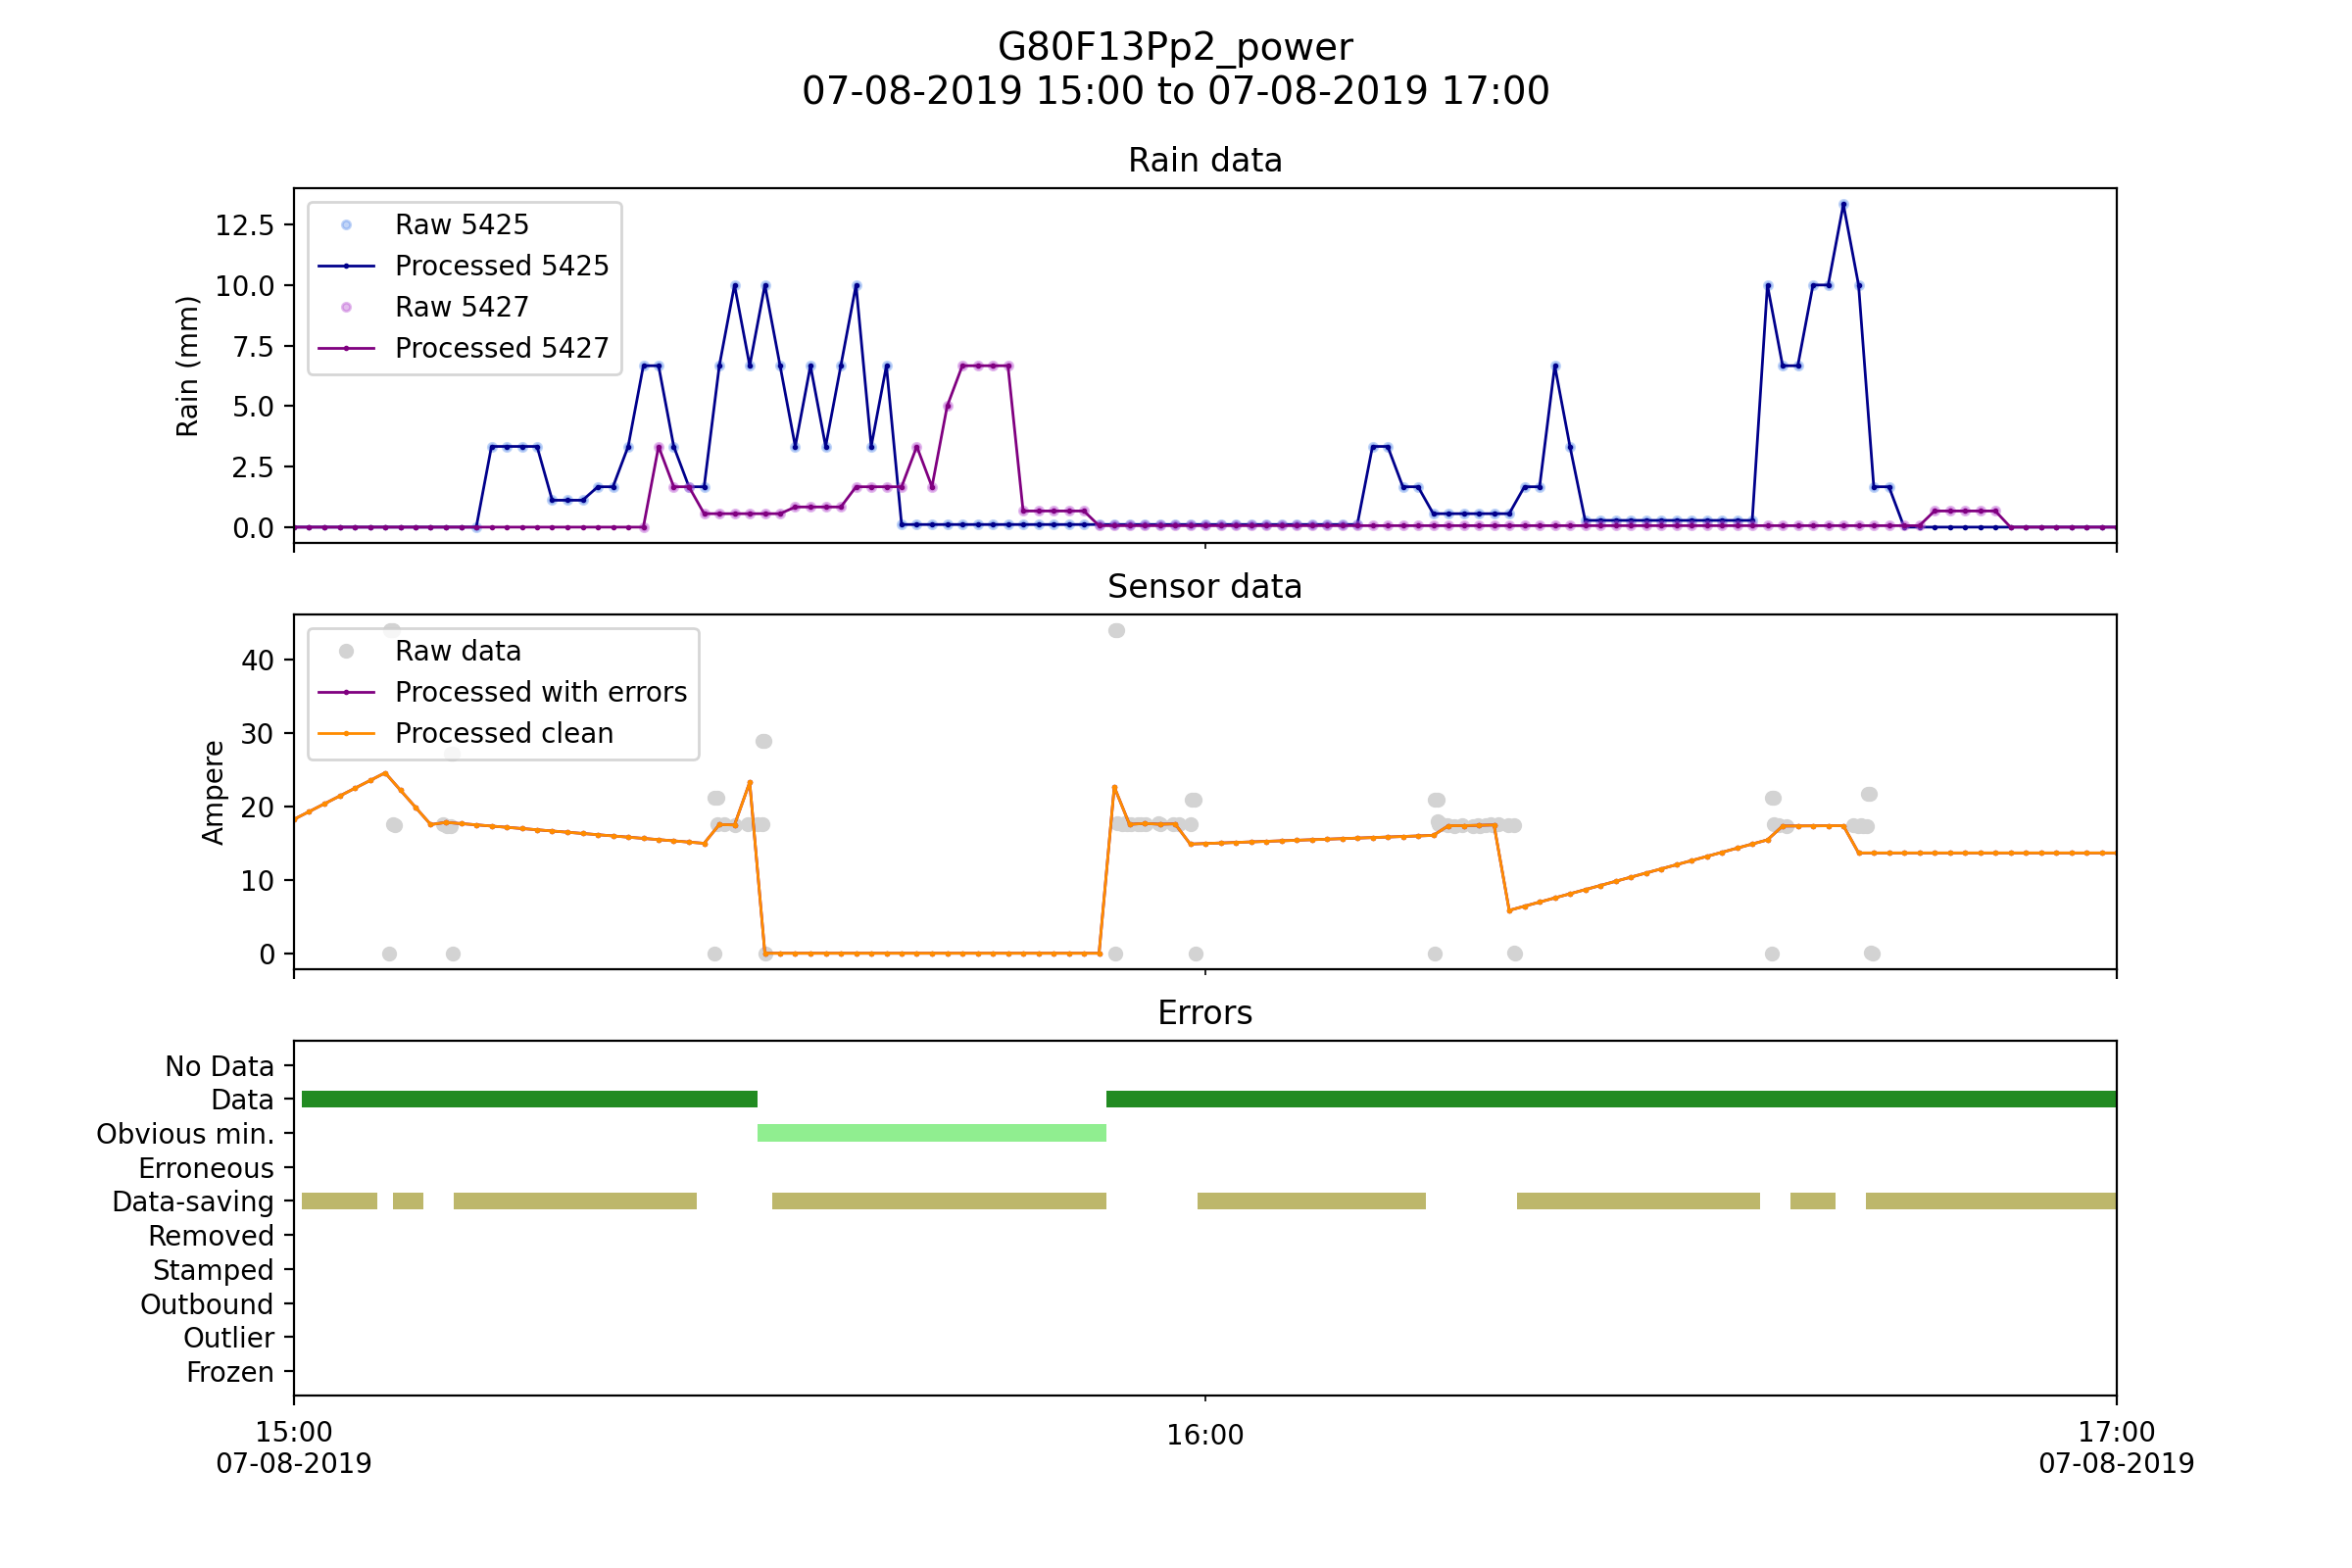 G80F13Pp2_power
07-08-2019 15:00 to 07-08-2019 17:00
Rain data
Rain (mm)
12.5
10.0
7.5
5.0
2.5
0.0
Raw 5425
Processed 5425
Raw 5427
Processed 5427
Sensor data
Ampere
40
30
20
10
0
Raw data
Processed with errors
Processed clean
Errors
No Data
Data
Obvious min.
Erroneous
Data-saving
Removed
Stamped
Outbound
Outlier
Frozen
15:00
07-08-2019
16:00
17:00
07-08-2019